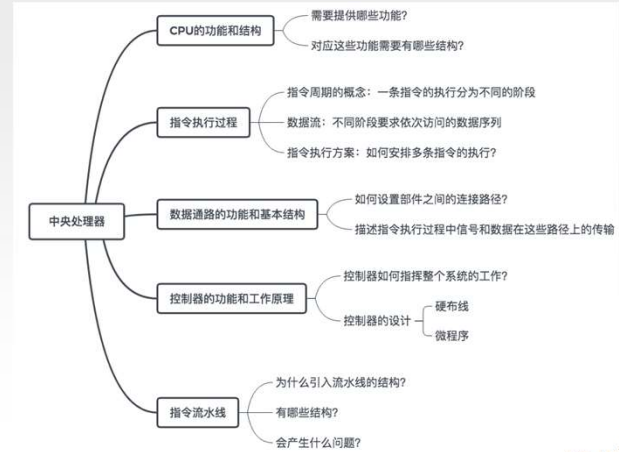 中央处理器
CPU的功能和结构
需要提供哪些功能？
对应这些功能需要有哪些结构？
指令执行过程
指令周期的概念：一条指令的执行分为不同的阶段
数据流：不同阶段要求依次访问的数据序列
指令执行方案：如何安排多条指令的执行？
数据通路的功能和基本结构
如何设置部件之间的连接路径？
描述指令执行过程中信号和数据在这些路径上的传输
控制器的功能和工作原理
控制器如何指挥整个系统的工作？
控制器的设计
硬布线
微程序
指令流水线
为什么引入流水线的结构？
有哪些结构？
会产生什么问题？